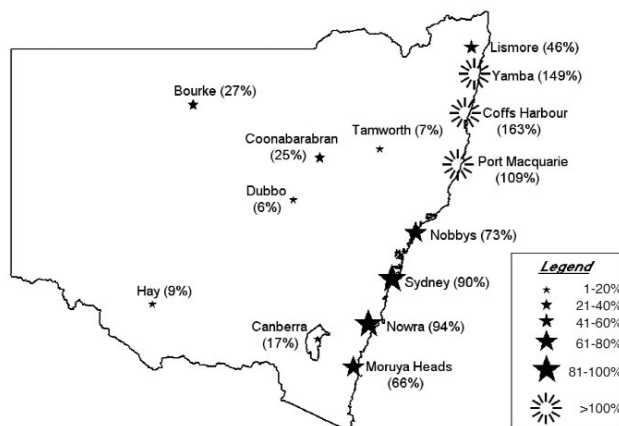 Lismore (46%)
Yamba (149%)
Bourke (27%)
Coffs Harbour
(163%)
Tamworth (7%)
Coonabarabran
(25%)
Port Macquarie
(109%)
Dubbo
(6%)
Nobbys (73%)
Sydney (90%)
Hay (9%)
Canberra
(17%)
Nowra (94%)
Moruya Heads
(66%)
Legend
1-20%
21-40%
41-60%
61-80%
81-100%
>100%